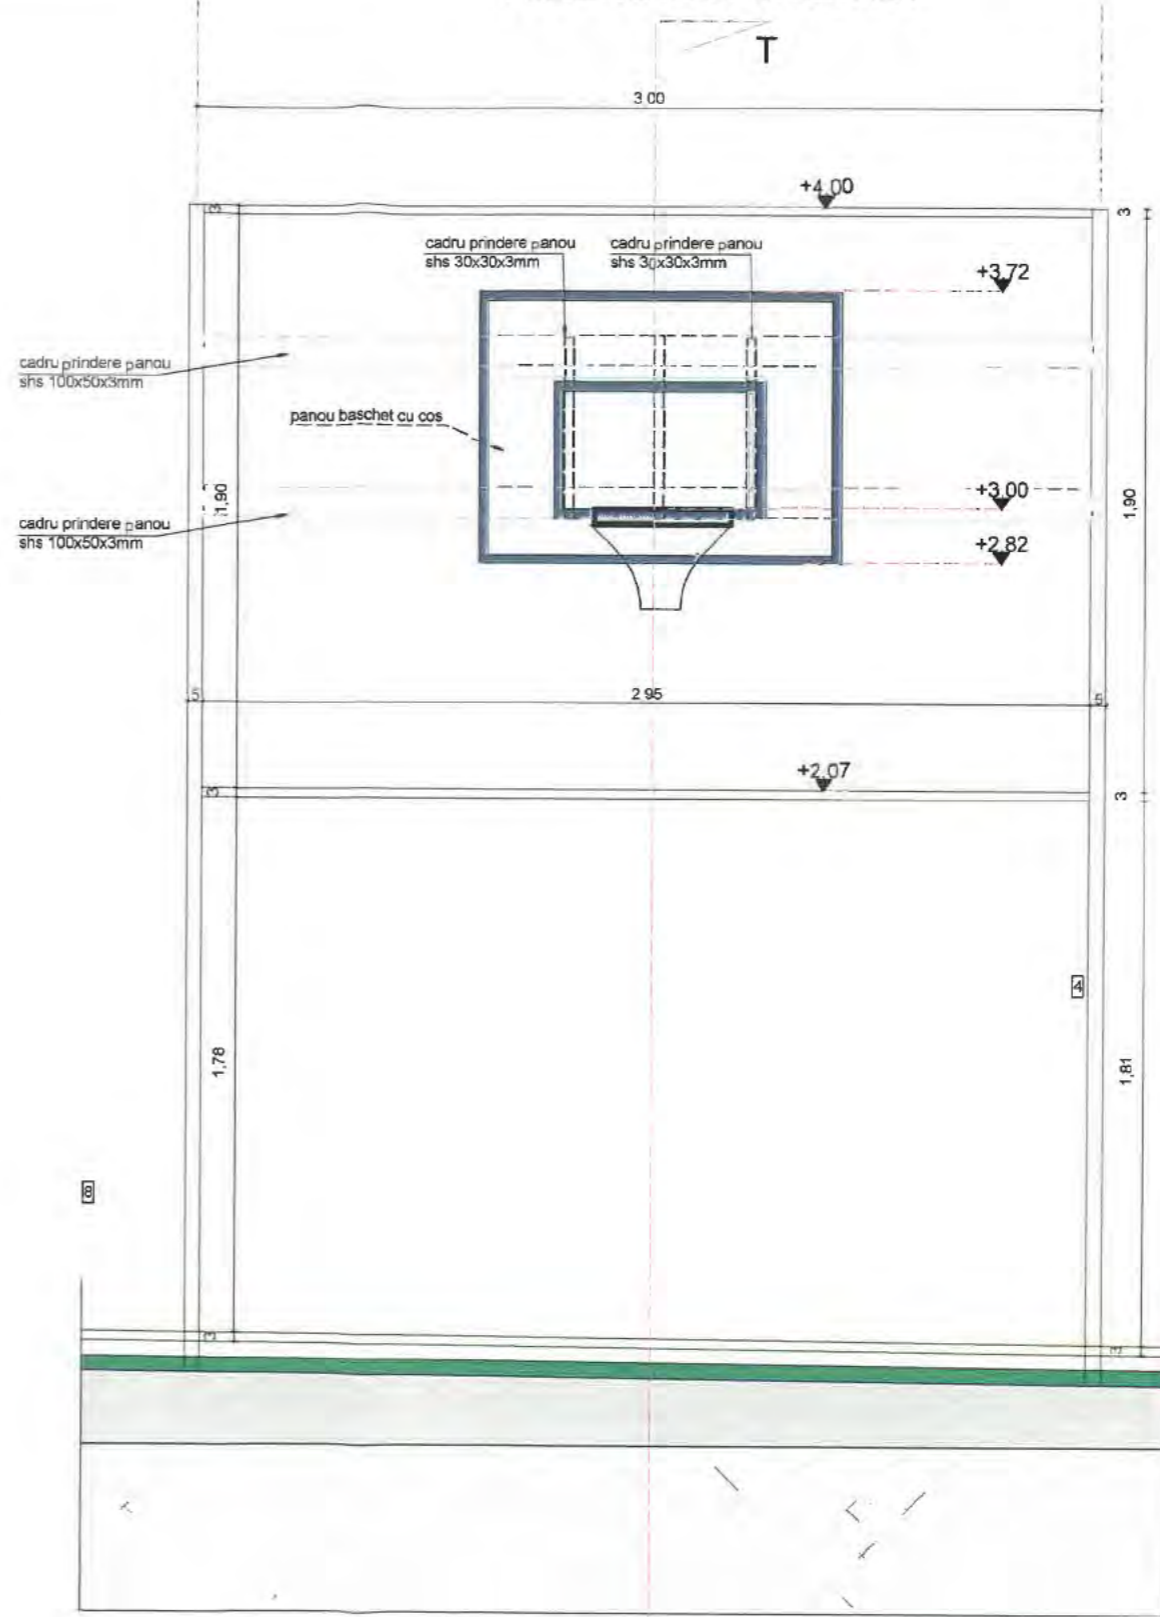 T
3 00
+4,00
3
3
cadru prindere panou
shs 30x30x3mm
cadru prindere panou
shs 30x30x3mm
+3,72
cadru prindere panou
shs 100x50x3mm
panou baschet cu cos
1,90
+3,00
1,90
cadru prindere panou
shs 100x50x3mm
+2,82
5
2 95
5
+2,07
3
3
4
1,78
1,81
8
3
3